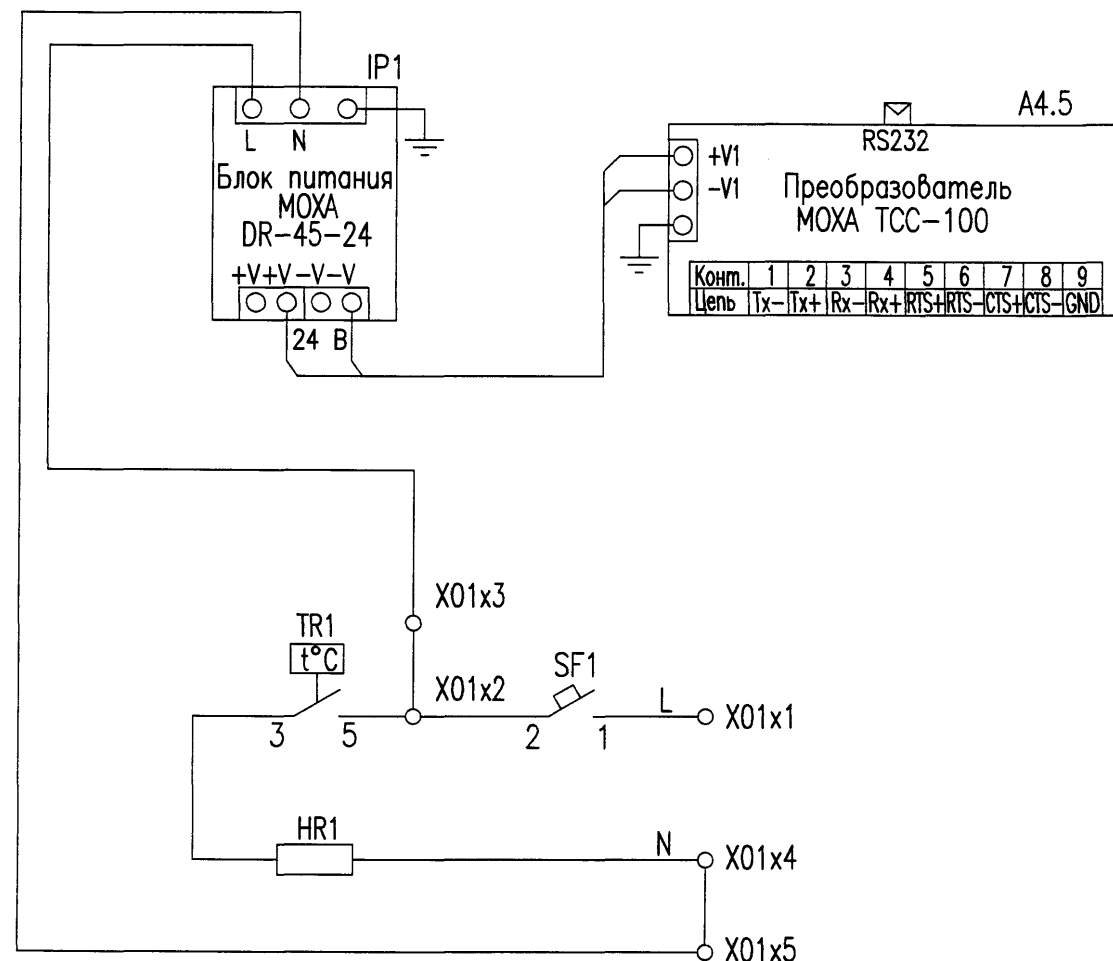 IP1
L N
Блок питания
МОХА
DR-45-24
+V+V-V-V
24 В
A4.5
RS232
+V1
-V1
Преобразователь
МОХА TCC-100
Конт. 1 2 3 4 5 6 7 8 9
Цепь Tx- Tx+ Rx- Rx+ RTS+ RTS- CTS+ CTS- GND
X01x3
TR1
t°C
X01x2
SF1
L
X01x1
3 5
2 1
HR1
N
X01x4
X01x5